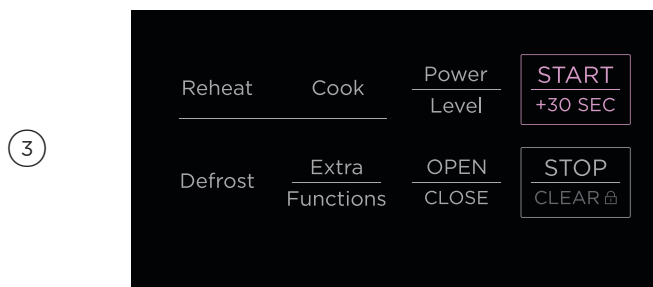 3
Reheat
Cook
Power
Level
START
+30 SEC
Defrost
Extra
Functions
OPEN
CLOSE
STOP
CLEAR